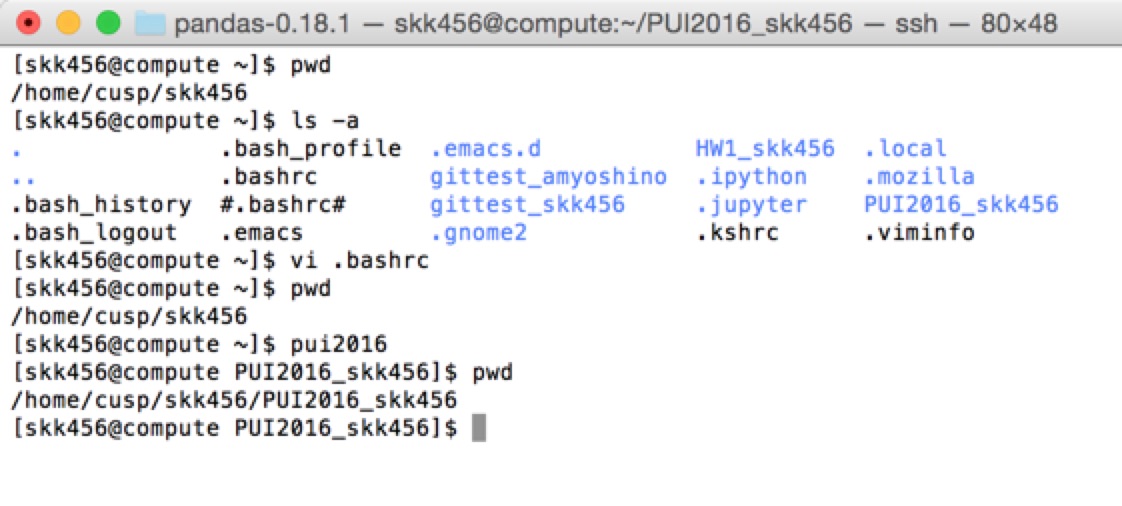 pandas-0.18.1 — skk456@compute:~/PUI2016_skk456 — ssh — 80×48
[skk456@compute ~]$ pwd
/home/cusp/skk456
[skk456@compute ~]$ ls -a
. .bash_profile .emacs.d HW1_skk456 .local
.. .bashrc gittest_amyoshino .ipython .mozilla
.bash_history #.bashrc# gittest_skk456 .jupyter PUI2016_skk456
.bash_logout .emacs .gnome2 .kshrc .viminfo
[skk456@compute ~]$ vi .bashrc
[skk456@compute ~]$ pwd
/home/cusp/skk456
[skk456@compute ~]$ pui2016
[skk456@compute PUI2016_skk456]$ pwd
/home/cusp/skk456/PUI2016_skk456
[skk456@compute PUI2016_skk456]$